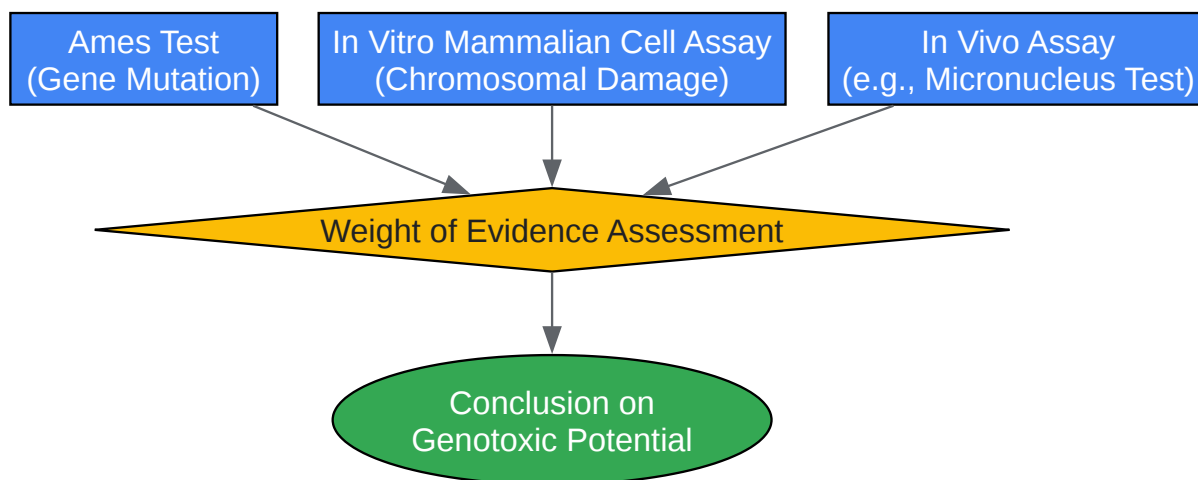 Ames Test
(Gene Mutation)
In Vitro Mammalian Cell Assay
(Chromosomal Damage)
In Vivo Assay
(e.g., Micronucleus Test)
Weight of Evidence Assessment
Conclusion on
Genotoxic Potential